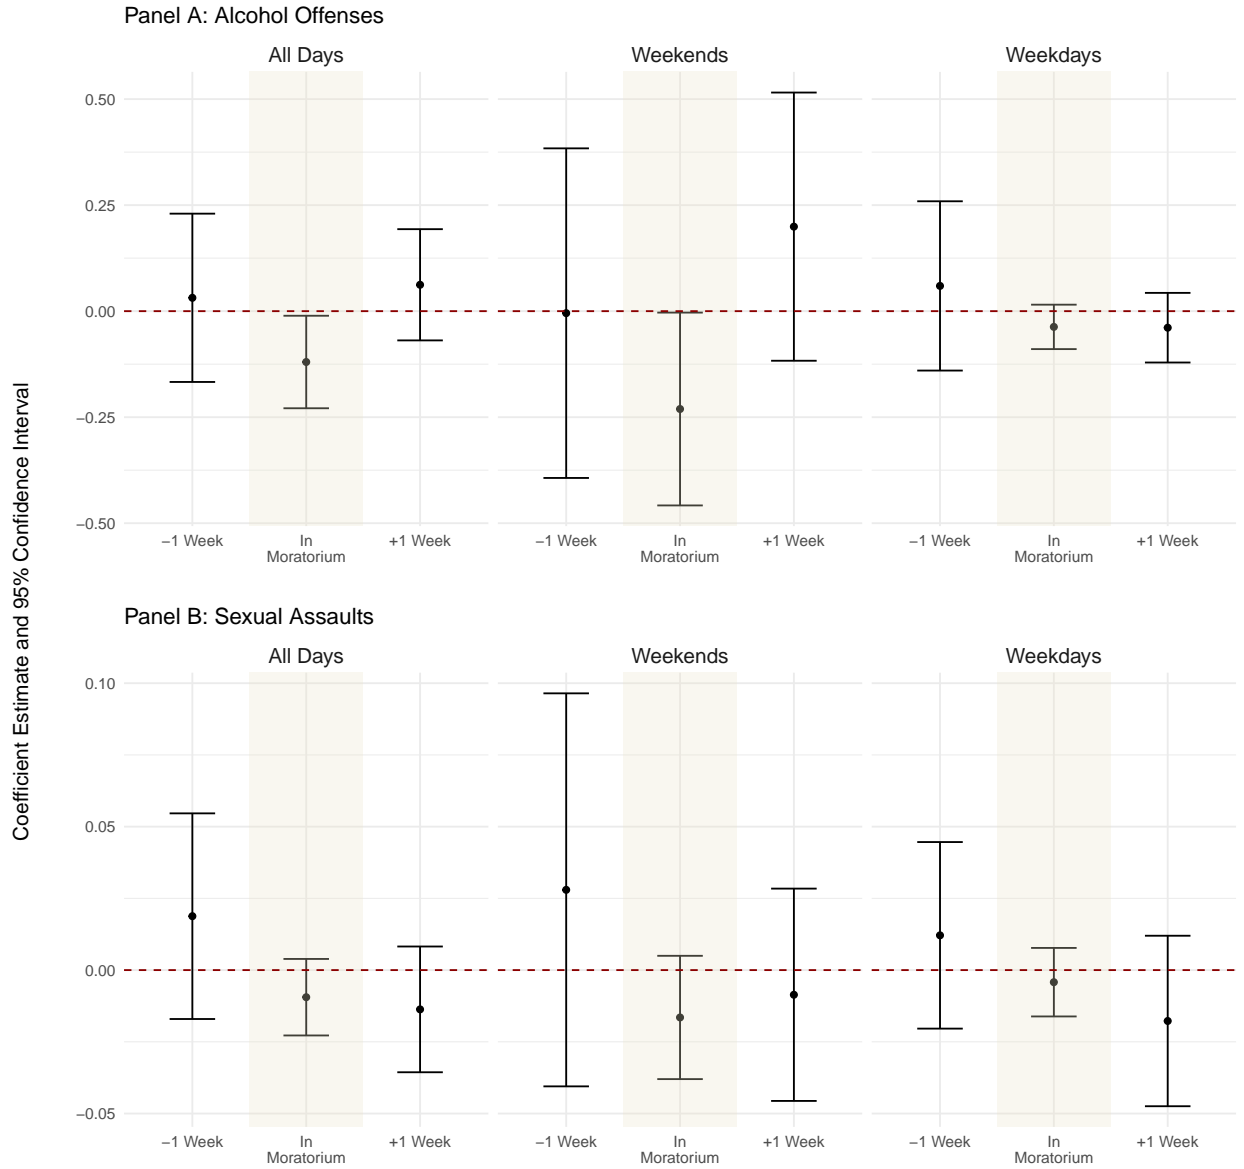 Panel A: Alcohol Offenses
All Days
Weekends
Weekdays
0.50
0.25
0.00
−0.25
−0.50
−1 Week
In
Moratorium
+1 Week
−1 Week
In
Moratorium
+1 Week
−1 Week
In
Moratorium
+1 Week
Coefficient Estimate and 95% Confidence Interval
Panel B: Sexual Assaults
All Days
Weekends
Weekdays
0.10
0.05
0.00
−0.05
−1 Week
In
Moratorium
+1 Week
−1 Week
In
Moratorium
+1 Week
−1 Week
In
Moratorium
+1 Week